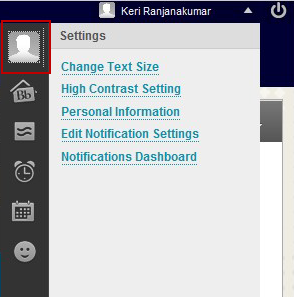 Keri Ranjanakumar
Settings
Change Text Size
High Contrast Setting
Personal Information
Edit Notification Settings
Notifications Dashboard
Bb